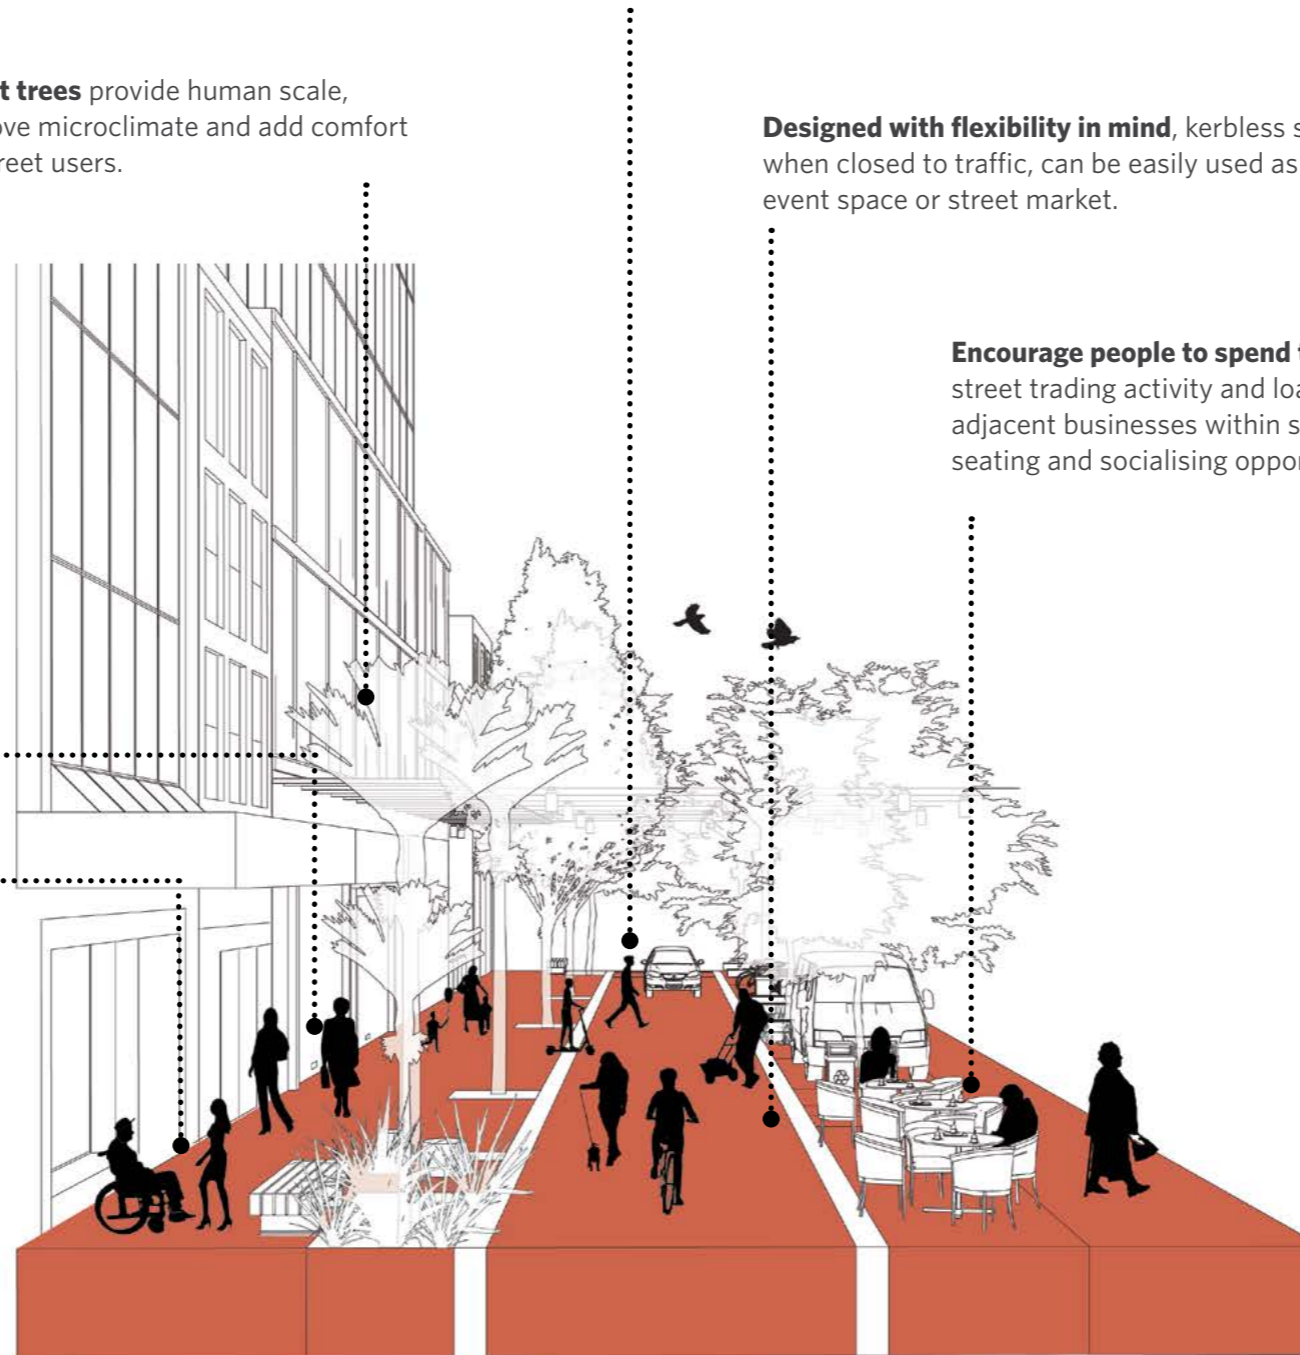 t trees provide human scale,
ove microclimate and add comfort
reet users.
Designed with flexibility in mind, kerbless s
when closed to traffic, can be easily used as
event space or street market.
Encourage people to spend
street trading activity and loa
adjacent businesses within s
seating and socialising oppor